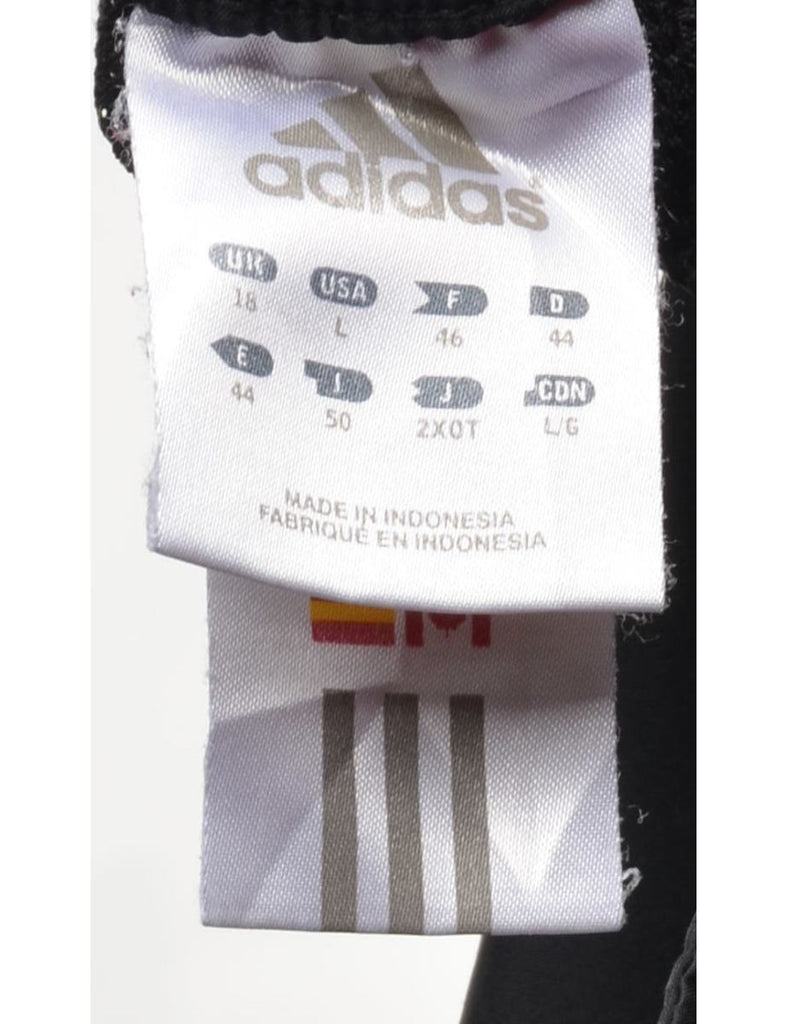 adidas
UK USA F D
18 L 46 44
E I J CDN
44 50 2XOT L/G
MADE IN INDONESIA
FABRIQUÉ EN INDONESIA